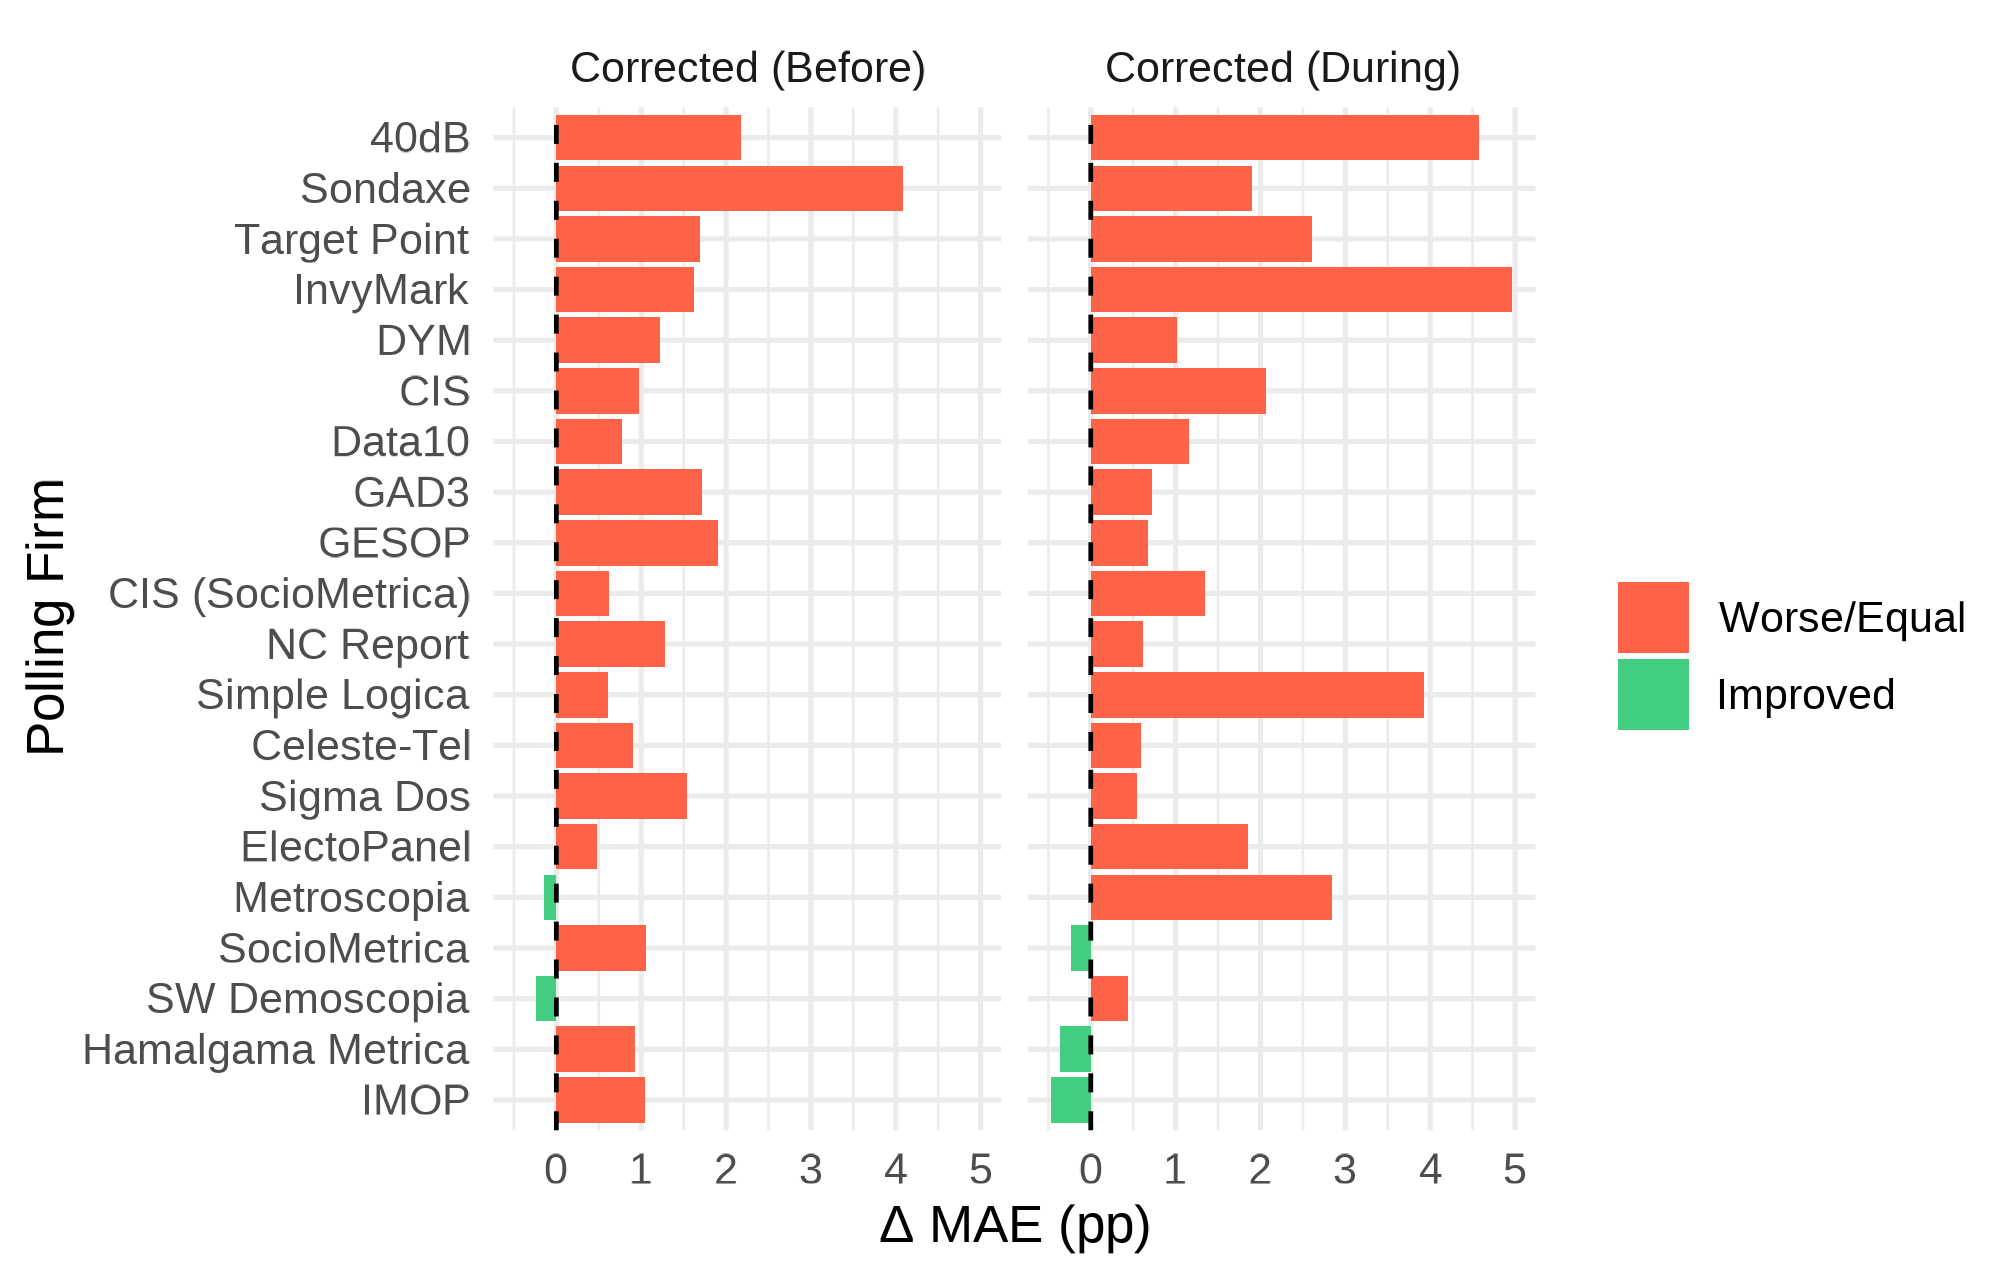 Corrected (Before)
Corrected (During)
Polling Firm
40dB
Sondaxe
Target Point
InvyMark
DYM
CIS
Data10
GAD3
GESOP
CIS (SocioMetrica)
NC Report
Simple Logica
Celeste-Tel
Sigma Dos
ElectoPanel
Metroscopia
SocioMetrica
SW Demoscopia
Hamalgama Metrica
IMOP
0 1 2 3 4 5
0 1 2 3 4 5
Δ MAE (pp)
Worse/Equal
Improved